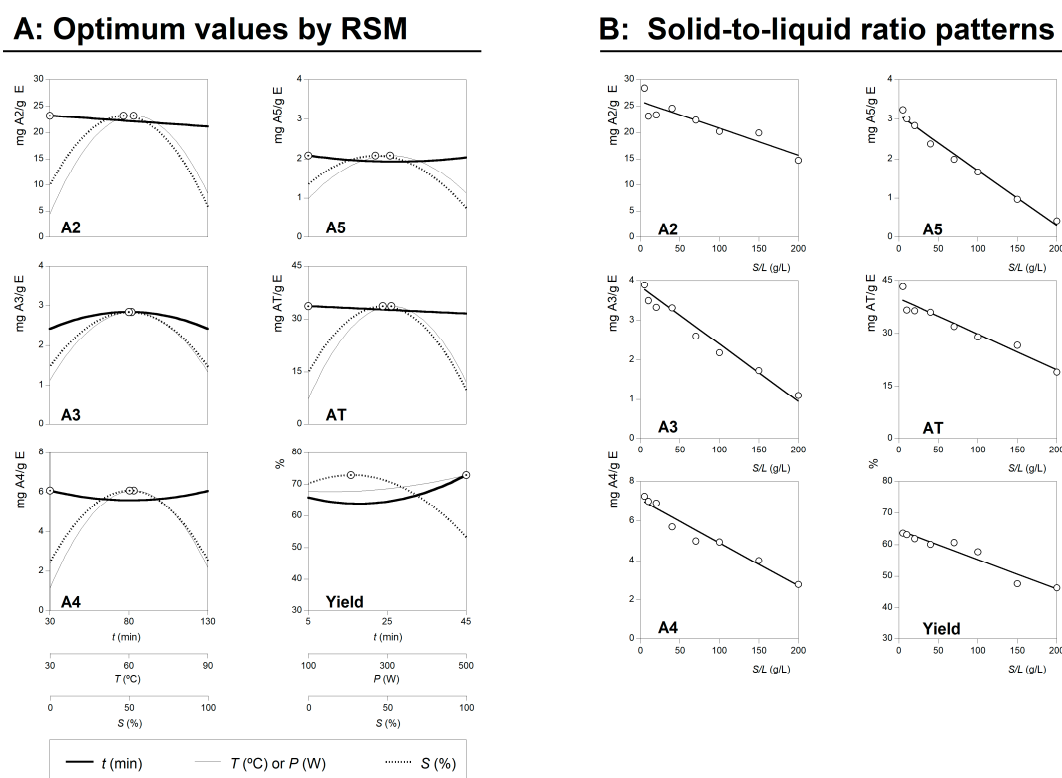 A: Optimum values by RSM
B: Solid-to-liquid ratio patterns
mg A2/g E
30
25
20
15
10
5
0
A2
mg A5/g E
4
3
2
1
0
A5
mg A3/g E
4
3
2
1
0
A3
mg AT/g E
45
30
15
0
AT
mg A4/g E
8
6
4
2
0
A4
30 80 130
t (min)
30 60 90
T (ºC)
0 50 100
S (%)
%
80
70
60
50
40
30
Yield
5 25 45
t (min)
100 300 500
P (W)
0 50 100
S (%)
t (min) T (ºC) or P (W) S (%)
mg A2/g E
30
25
20
15
10
5
0
A2
0 50 100 150 200
S/L (g/L)
mg A5/g E
4
3
2
1
0
A5
0 50 100 150 200
S/L (g/L)
mg A3/g E
4
3
2
1
0
A3
0 50 100 150 200
S/L (g/L)
mg AT/g E
45
30
15
0
AT
0 50 100 150 200
S/L (g/L)
mg A4/g E
8
6
4
2
0
A4
0 50 100 150 200
S/L (g/L)
%
80
70
60
50
40
30
Yield
0 50 100 150 200
S/L (g/L)